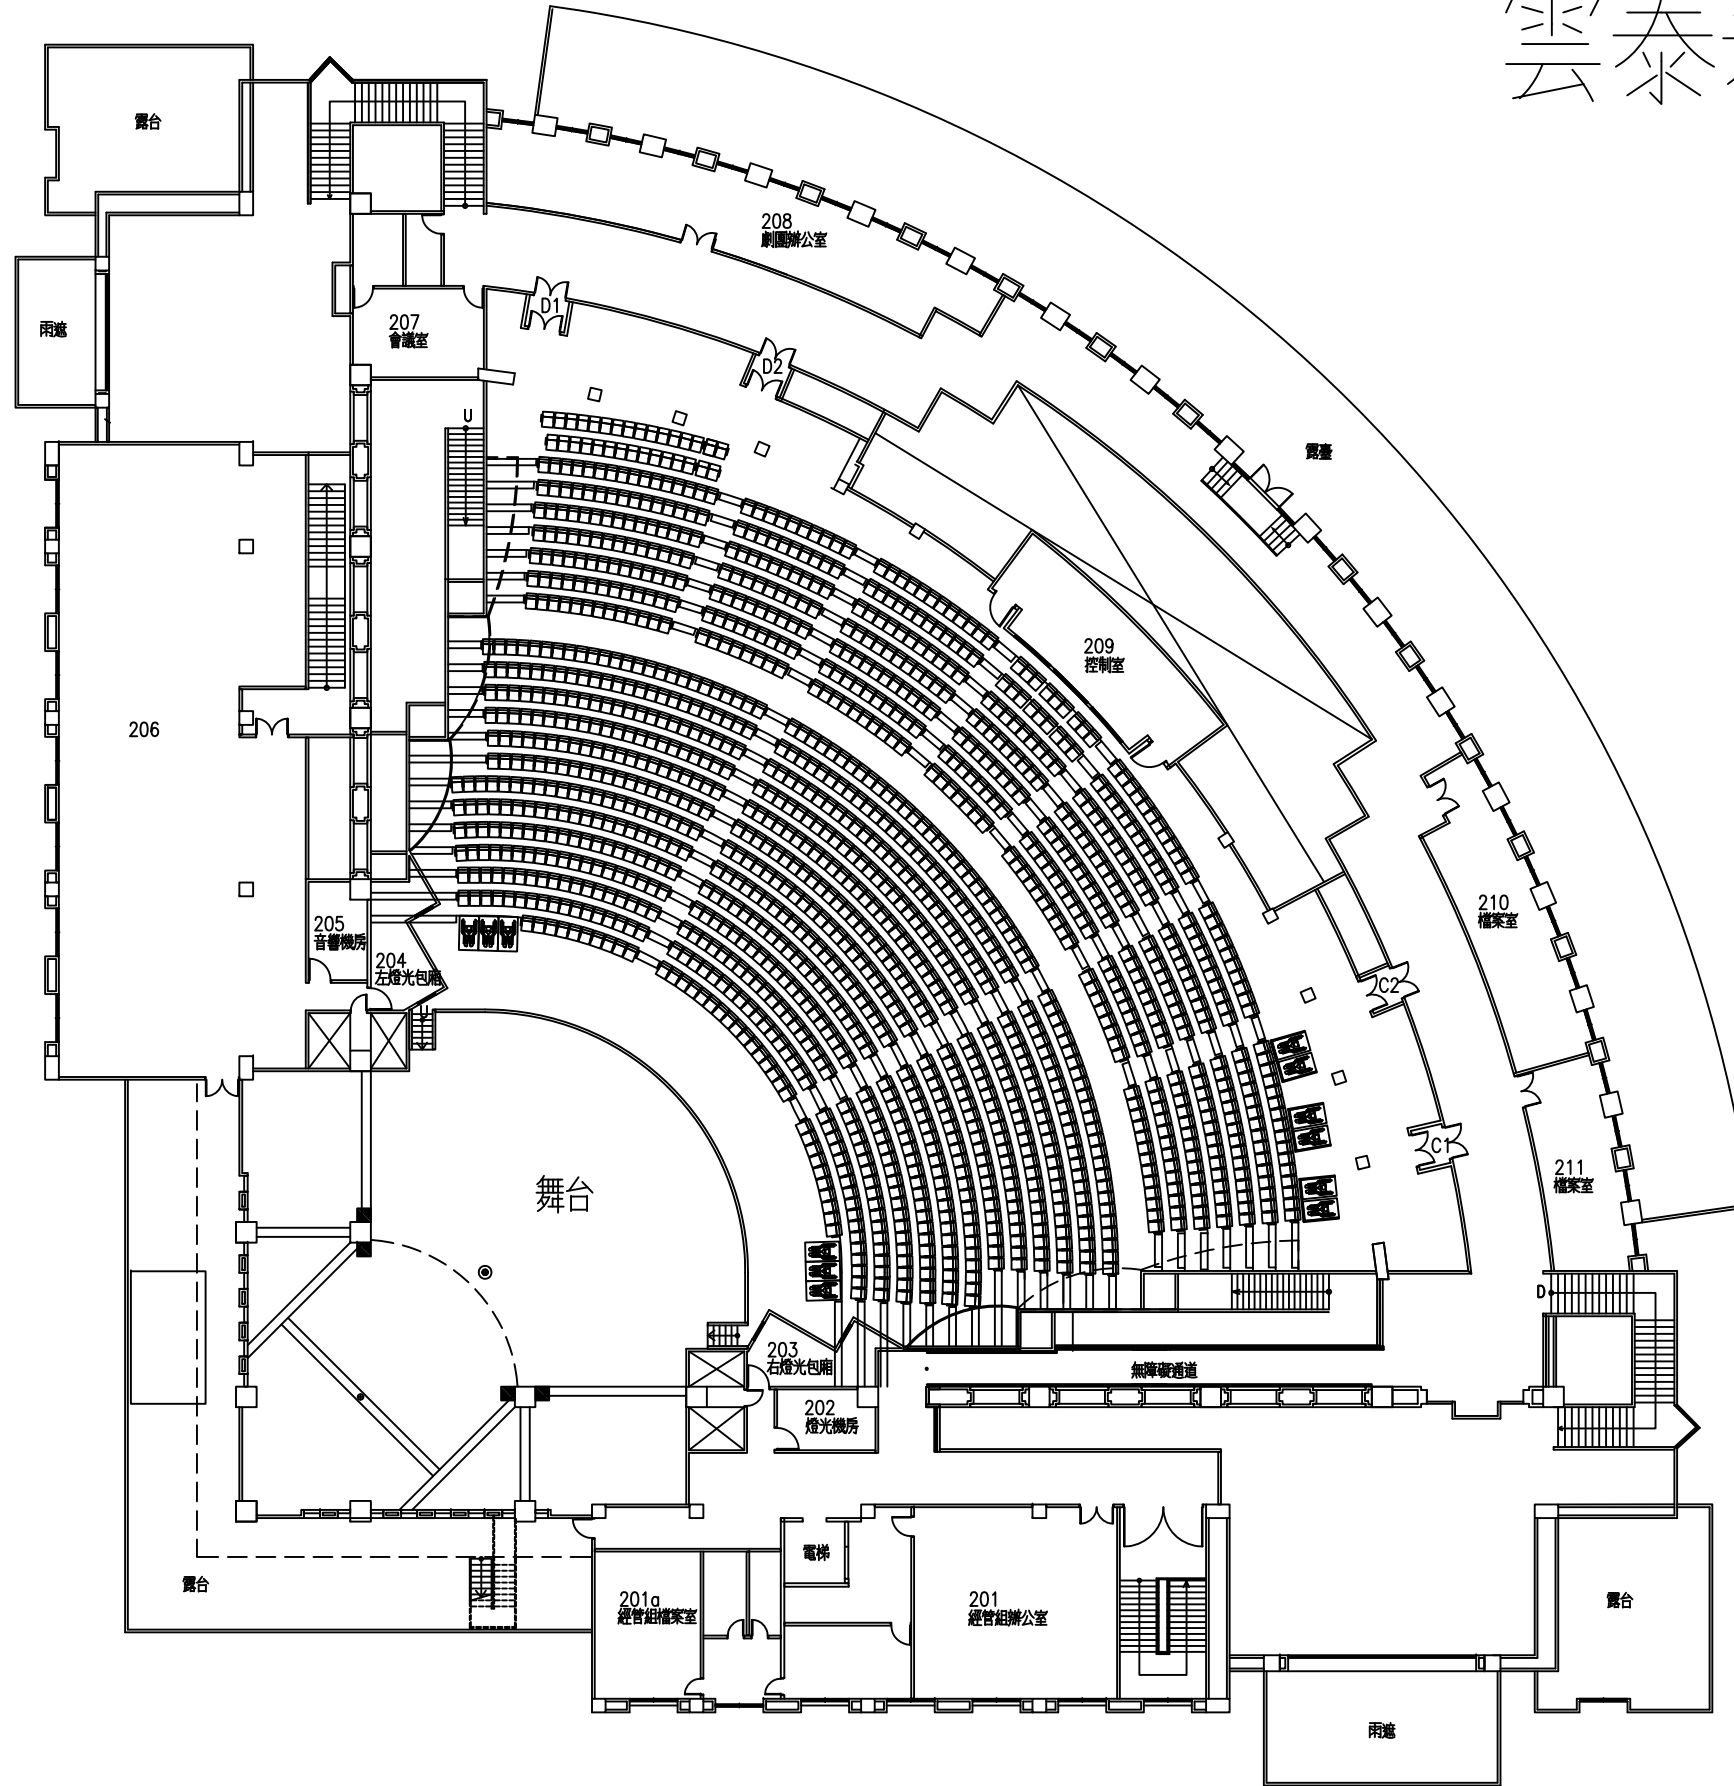 雲泰
露台
208
劇團辦公室
D1
207
會議室
雨遮
D2
U
露臺
209
控制室
206
210
檔案室
205
音響機房
204
左燈光包廂
C2
U
C1
211
檔案室
舞台
D
203
右燈光包廂
無障礙通道
202
燈光機房
電梯
露台
201a
經管組檔案室
201
經管組辦公室
露台
雨遮